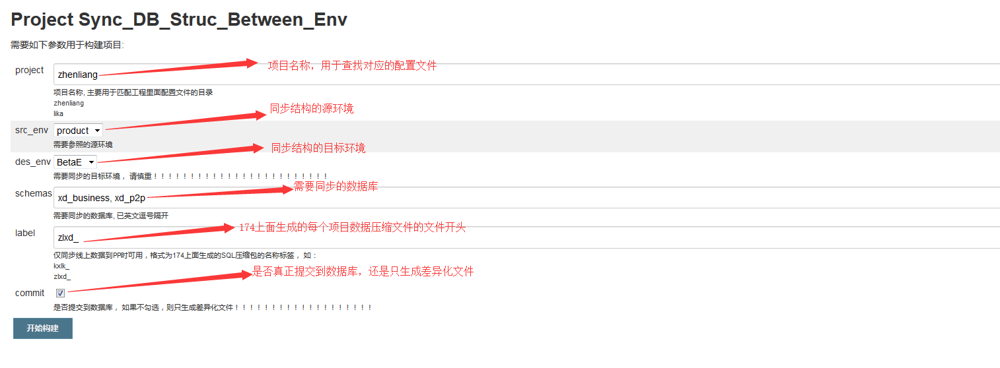 Project Sync_DB_Struc_Between_Env
需要如下参数用于构建项目:
project
zhenliang
项目名称，用于查找对应的配置文件
项目名称, 主要用于匹配工程里面配置文件的目录
zhenliang
lika
同步结构的源环境
src_env
product
需要参照的源环境
同步结构的目标环境
des_env
BetaE
需要同步的目标环境， 请慎重！！！！！！！！！！！！！！！！！！！！！！！！
需要同步的数据库
schemas
xd_business, xd_p2p
需要同步的数据库, 已英文逗号隔开
174上面生成的每个项目数据压缩文件的文件开头
label
zlxd_
仅同步线上数据到PP时可用，格式为174上面生成的SQL压缩包的名称标签， 如：
kxlk_
zlxd_
是否真正提交到数据库，还是只生成差异化文件
commit
是否提交到数据库， 如果不勾选，则只生成差异化文件！！！！！！！！！！！！！！！！！！！
开始构建